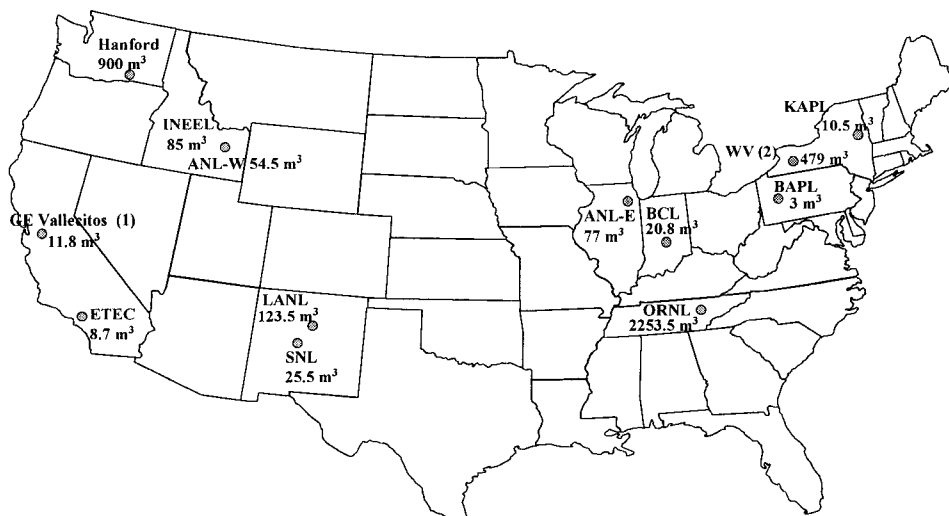 Hanford
900 m³
INEEL
85 m³
ANL-W 54.5 m³
GE Vallecitos (1)
11.8 m³
ETEC
8.7 m³
LANL
123.5 m³
SNL
25.5 m³
ANL-E
77 m³
BCL
20.8 m³
ORNL
2253.5 m³
KAPL
10.5 m³
WV (2) 479 m³
BAPL
3 m³